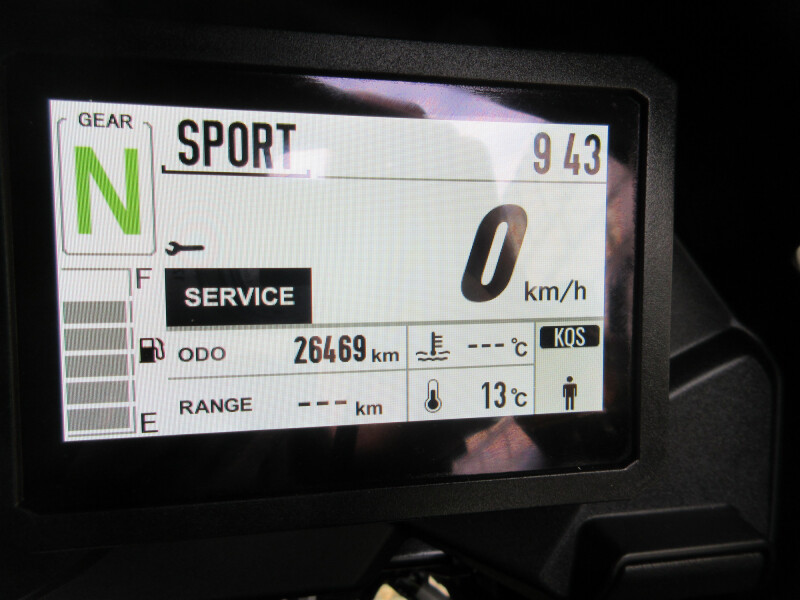 GEAR
N
SPORT
9 43
0 km/h
F
SERVICE
ODO 26469 km
--- °C
KQS
E
RANGE --- km
13 °C